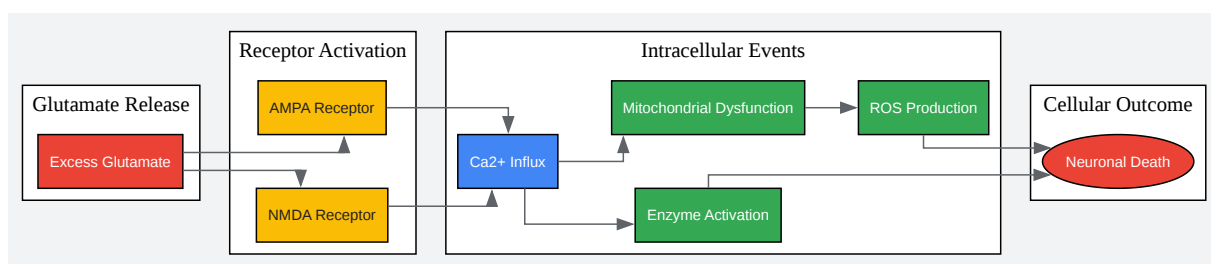 Glutamate Release
Excess Glutamate
Receptor Activation
AMPA Receptor
NMDA Receptor
Intracellular Events
Ca2+ Influx
Mitochondrial Dysfunction
ROS Production
Enzyme Activation
Cellular Outcome
Neuronal Death